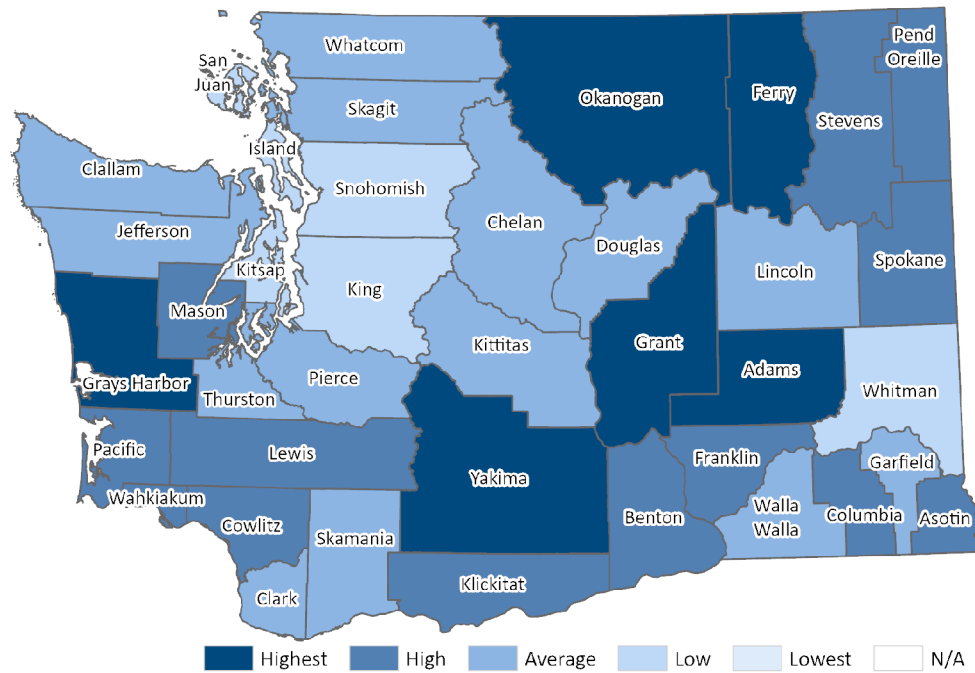 Whatcom
Pend
Oreille
San
Juan
Okanogan
Ferry
Skagit
Stevens
Island
Clallam
Snohomish
Chelan
Jefferson
Douglas
Spokane
Kitsap
Lincoln
King
Mason
Kittitas
Grant
Adams
Grays Harbor
Pierce
Whitman
Thurston
Pacific
Lewis
Franklin
Garfield
Yakima
Wahkiakum
Walla
Walla
Columbia
Benton
Asotin
Cowlitz
Skamania
Klickitat
Clark
Highest
High
Average
Low
Lowest
N/A